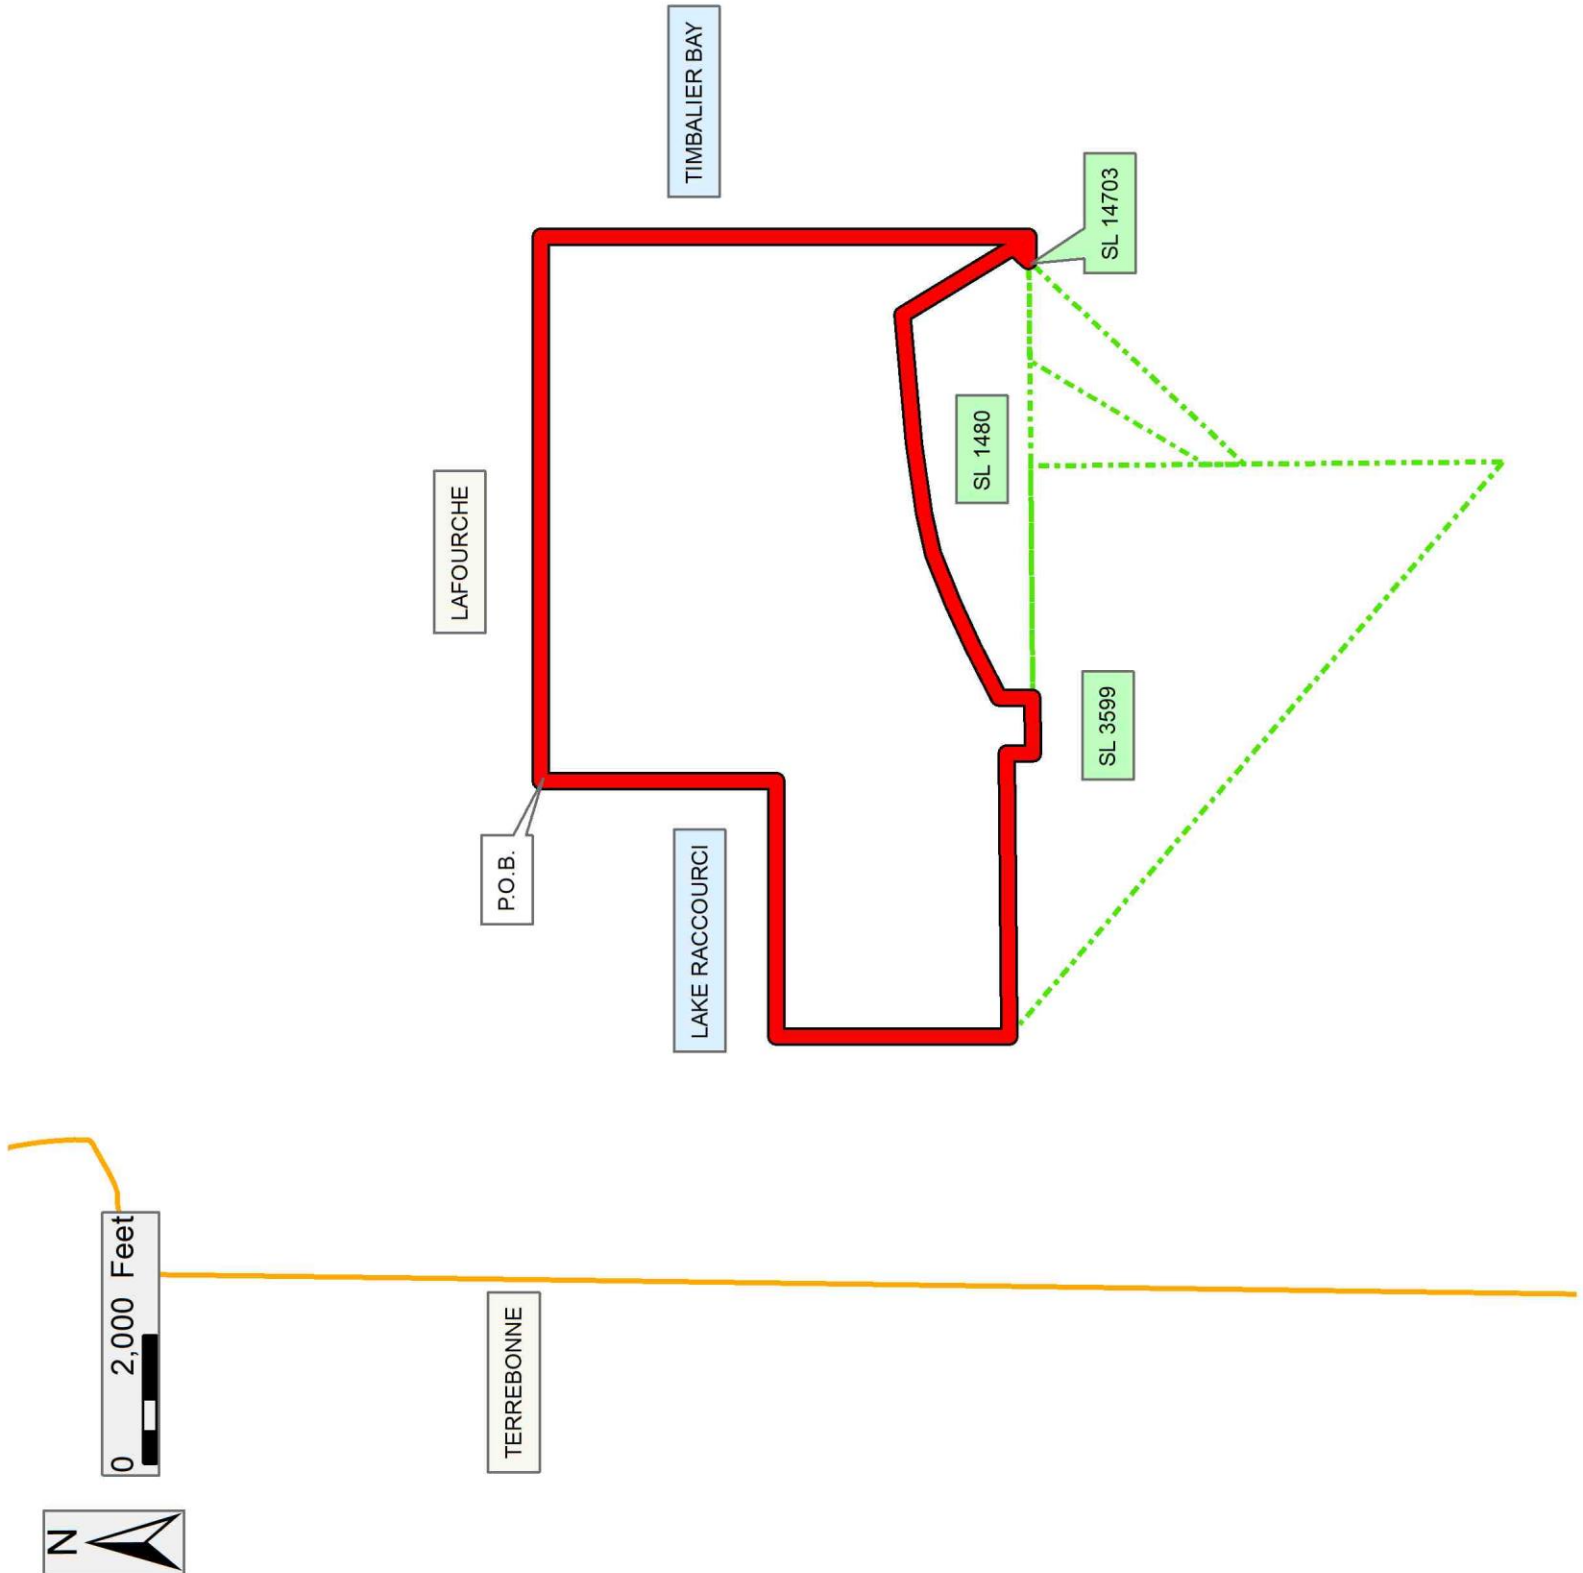 N
0 2,000 Feet
TERREBONNE
P.O.B.
LAFOURCHE
LAKE RACCOURCI
TIMBALIER BAY
SL 1480
SL 3599
SL 14703